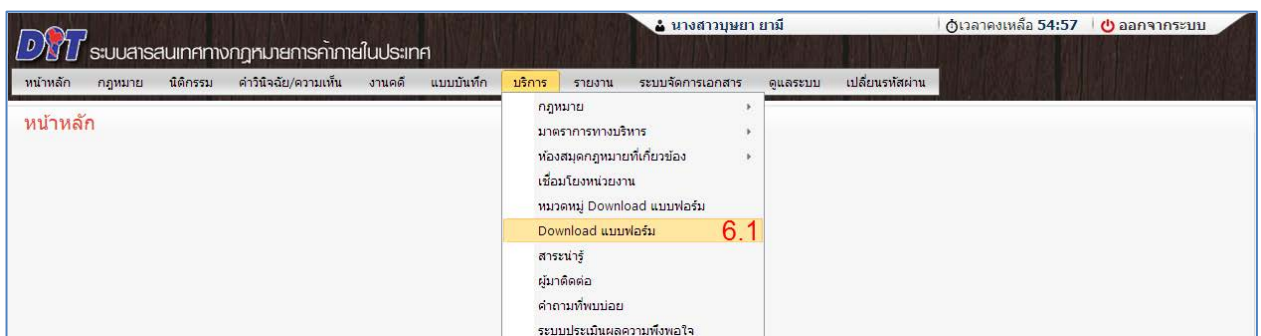 นางสาวบุษยา ยามี เวลาคงเหลือ 54:57 ออกจากระบบ
DIT ระบบสารสนเทศทางกฎหมายการค้าภายในประเทศ
หน้าหลัก กฎหมาย นิติกรรม คำวินิจฉัย/ความเห็น งานคดี แบบบันทึก บริการ รายงาน ระบบจัดการเอกสาร ดูแลระบบ เปลี่ยนรหัสผ่าน
หน้าหลัก
กฎหมาย
มาตราการทางบริหาร
ห้องสมุดกฎหมายที่เกี่ยวข้อง
เชื่อมโยงหน่วยงาน
หมวดหมู่ Download แบบฟอร์ม
Download แบบฟอร์ม 6.1
สาระน่ารู้
ผู้มาติดต่อ
คำถามที่พบบ่อย
ระบบประเมินผลความพึงพอใจ